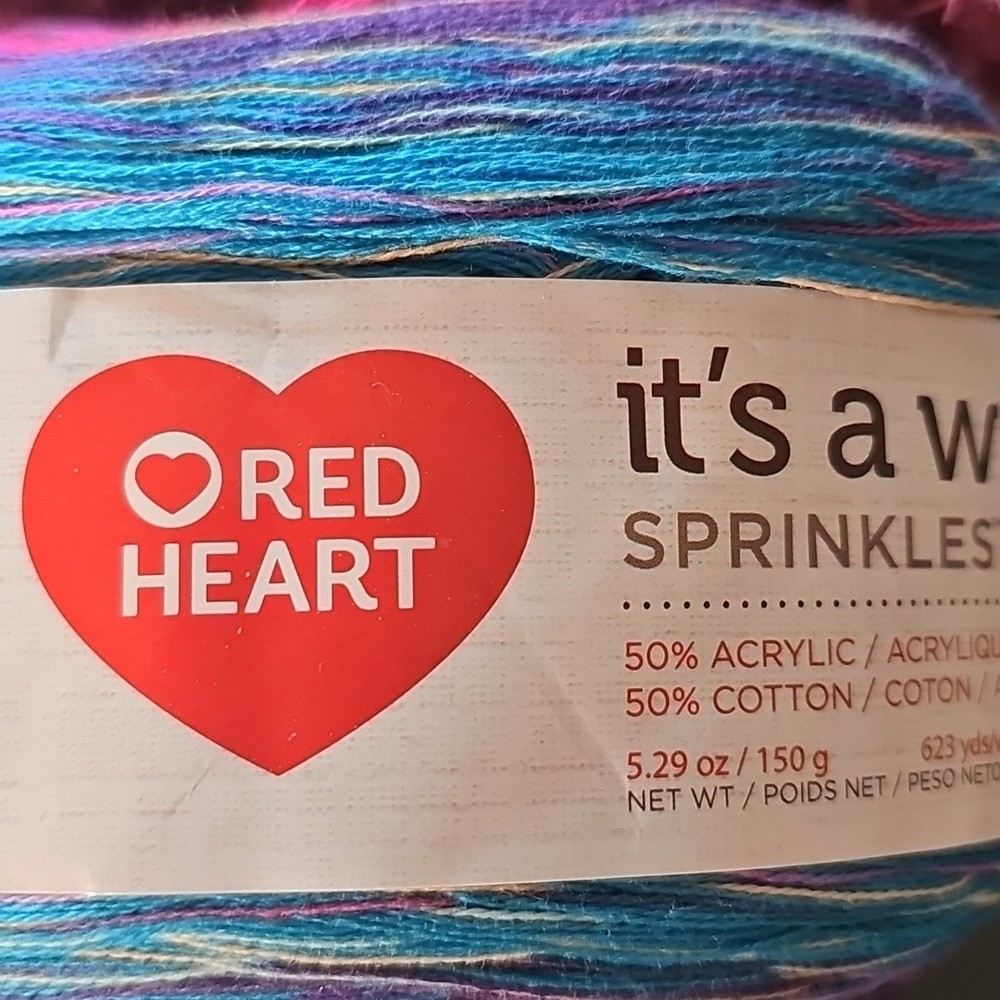 RED
HEART
it's a w
SPRINKLES
50% ACRYLIC / ACRYLIQU
50% COTTON / COTON /
5.29 oz / 150 g 623 yds/
NET WT / POIDS NET / PESO NETO